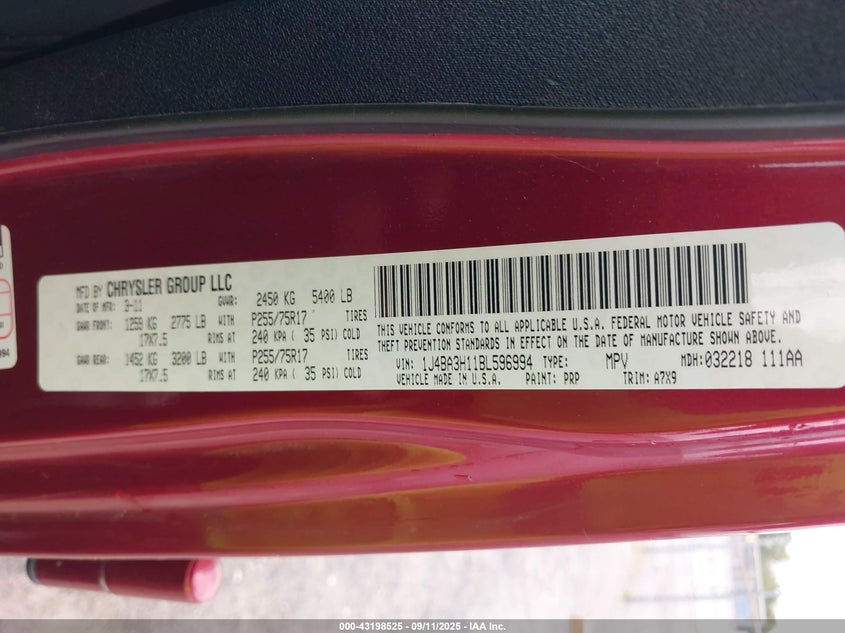 MFD BY CHRYSLER GROUP LLC
DATE OF MFR: 3-11 GVWR: 2450 KG 5400 LB
GAWR FRONT: 1259 KG 2775 LB WITH P255/75R17 TIRES
17X7.5 RIMS AT 240 KPA ( 35 PSI) COLD
GAWR REAR: 1452 KG 3200 LB WITH P255/75R17 TIRES
17X7.5 RIMS AT 240 KPA ( 35 PSI) COLD
THIS VEHICLE CONFORMS TO ALL APPLICABLE U.S.A. FEDERAL MOTOR VEHICLE SAFETY AND
THEFT PREVENTION STANDARDS IN EFFECT ON THE DATE OF MANUFACTURE SHOWN ABOVE.
VIN: 1J4BA3H11BL596994 TYPE: MPV MDH: 032218 111AA
VEHICLE MADE IN U.S.A. PAINT: PRP TRIM: A7X9
994
000-43198525 - 09/11/2025 - IAA Inc.